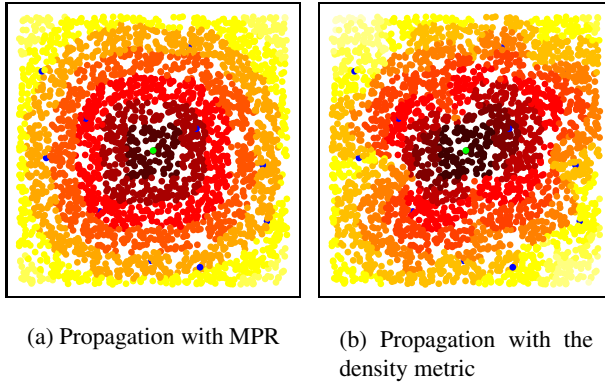 (a) Propagation with MPR
(b) Propagation with the
density metric